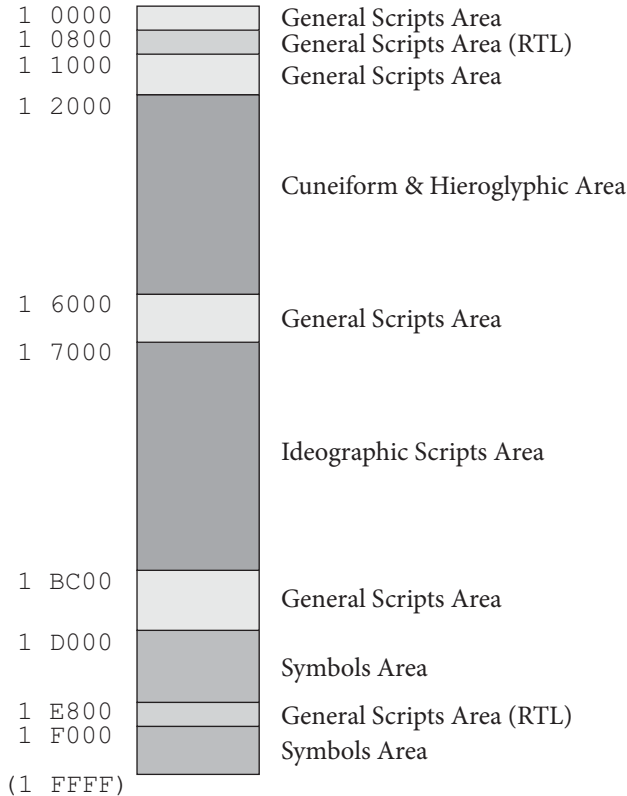 1 0000 General Scripts Area
1 0800 General Scripts Area (RTL)
1 1000 General Scripts Area
1 2000
Cuneiform & Hieroglyphic Area
1 6000 General Scripts Area
1 7000
Ideographic Scripts Area
1 BC00 General Scripts Area
1 D000
Symbols Area
1 E800 General Scripts Area (RTL)
1 F000 Symbols Area
(1 FFFF)